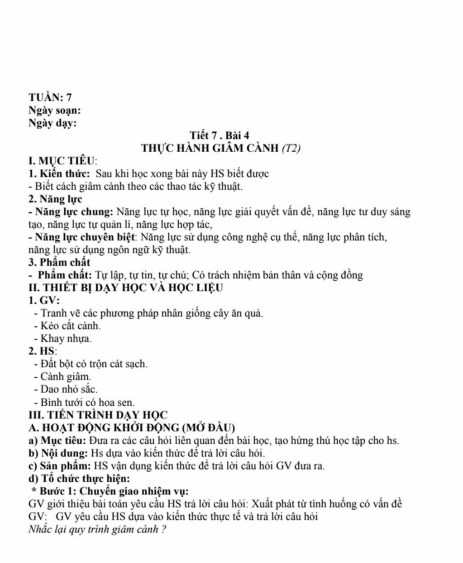 TUẦN: 7
Ngày soạn:
Ngày dạy:
Tiết 7 . Bài 4
THỰC HÀNH GIÂM CÀNH (T2)
I. MỤC TIÊU:
1. Kiến thức: Sau khi học xong bài này HS biết được
- Biết cách giâm cành theo các thao tác kỹ thuật.
2. Năng lực
- Năng lực chung: Năng lực tự học, năng lực giải quyết vấn đề, năng lực tư duy sáng
tạo, năng lực tự quản lí, năng lực hợp tác,
- Năng lực chuyên biệt: Năng lực sử dụng công nghệ cụ thể, năng lực phân tích,
năng lực sử dụng ngôn ngữ kỹ thuật.
3. Phẩm chất
- Phẩm chất: Tự lập, tự tin, tự chủ; Có trách nhiệm bản thân và cộng đồng
II. THIẾT BỊ DẠY HỌC VÀ HỌC LIỆU
1. GV:
- Tranh vẽ các phương pháp nhân giống cây ăn quả.
- Kéo cắt cành.
- Khay nhựa.
2. HS:
- Đất bột có trộn cát sạch.
- Cành giâm.
- Dao nhỏ sắc.
- Bình tưới có hoa sen.
III. TIẾN TRÌNH DẠY HỌC
A. HOẠT ĐỘNG KHỞI ĐỘNG (MỞ ĐẦU)
a) Mục tiêu: Đưa ra các câu hỏi liên quan đến bài học, tạo hứng thú học tập cho hs.
b) Nội dung: Hs dựa vào kiến thức để trả lời câu hỏi.
c) Sản phẩm: HS vận dụng kiến thức để trả lời câu hỏi GV đưa ra.
d) Tổ chức thực hiện:
* Bước 1: Chuyển giao nhiệm vụ:
GV giới thiệu bài toán yêu cầu HS trả lời câu hỏi: Xuất phát từ tình huống có vấn đề
GV: GV yêu cầu HS dựa vào kiến thức thực tế và trả lời câu hỏi
Nhắc lại quy trình giâm cành ?